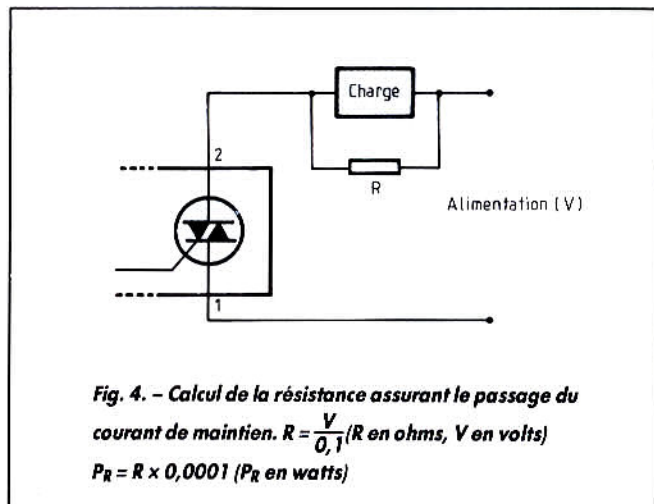 Charge
2
R
Alimentation (V)
1
Fig. 4. – Calcul de la résistance assurant le passage du
courant de maintien. R = V/0,1 (R en ohms, V en volts)
PR = R × 0,0001 (PR en watts)